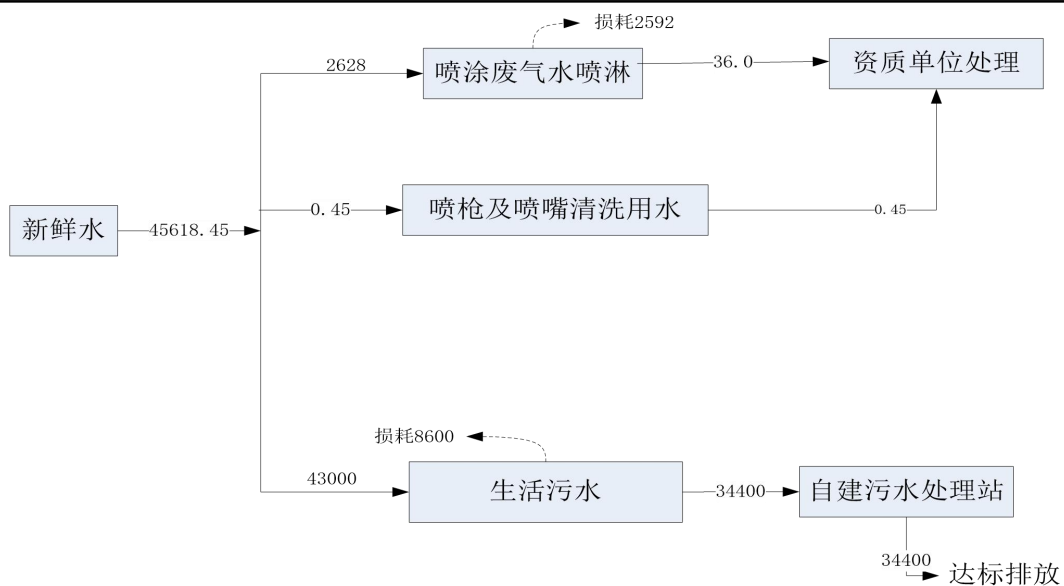 损耗2592
2628
喷涂废气水喷淋
36.0
资质单位处理
0.45
喷枪及喷嘴清洗用水
0.45
新鲜水
45618.45
损耗8600
43000
生活污水
34400
自建污水处理站
34400
达标排放